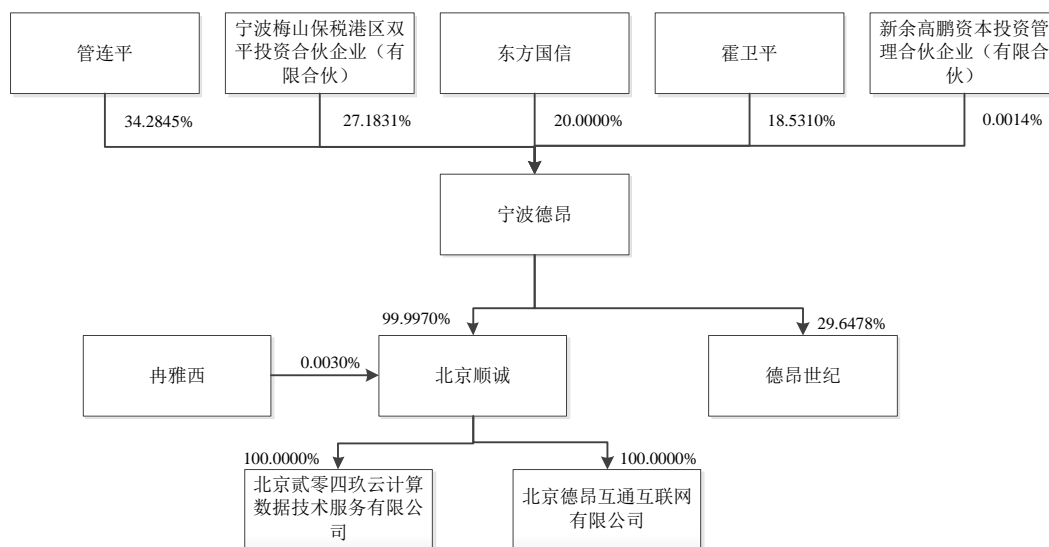 管连平
宁波梅山保税港区双
平投资合伙企业（有
限合伙）
东方国信
霍卫平
新余高鹏资本投资管
理合伙企业（有限合
伙）
34.2845%
27.1831%
20.0000%
18.5310%
0.0014%
宁波德昂
99.9970%
29.6478%
冉雅西
0.0030%
北京顺诚
德昂世纪
100.0000%
100.0000%
北京贰零四玖云计算
数据技术服务有限公
司
北京德昂互通互联网
有限公司